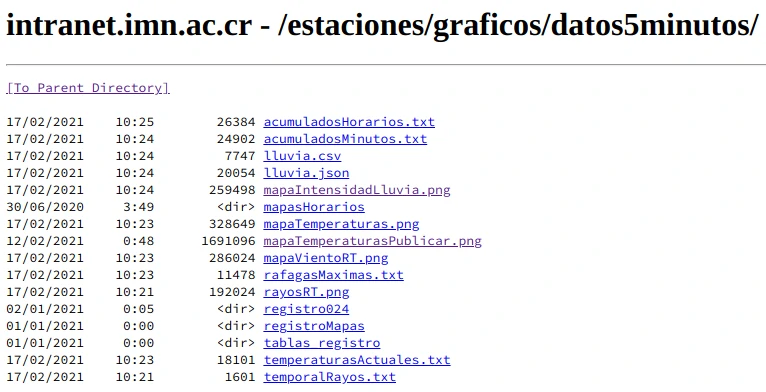 intranet.imn.ac.cr - /estaciones/graficos/datos5minutos/
[To Parent Directory]
17/02/2021 10:25 26384 acumuladosHorarios.txt
17/02/2021 10:24 24902 acumuladosMinutos.txt
17/02/2021 10:24 7747 lluvia.csv
17/02/2021 10:24 20054 lluvia.json
17/02/2021 10:24 259498 mapaIntensidadLluvia.png
30/06/2020 3:49 <dir> mapasHorarios
17/02/2021 10:23 328649 mapaTemperaturas.png
12/02/2021 0:48 1691096 mapaTemperaturasPublicar.png
17/02/2021 10:23 286024 mapaVientoRT.png
17/02/2021 10:23 11478 rafagasMaximas.txt
17/02/2021 10:21 192024 rayosRT.png
02/01/2021 0:05 <dir> registro024
01/01/2021 0:00 <dir> registroMapas
01/01/2021 0:00 <dir> tablas_registro
17/02/2021 10:23 18101 temperaturasActuales.txt
17/02/2021 10:21 1601 temporalRayos.txt